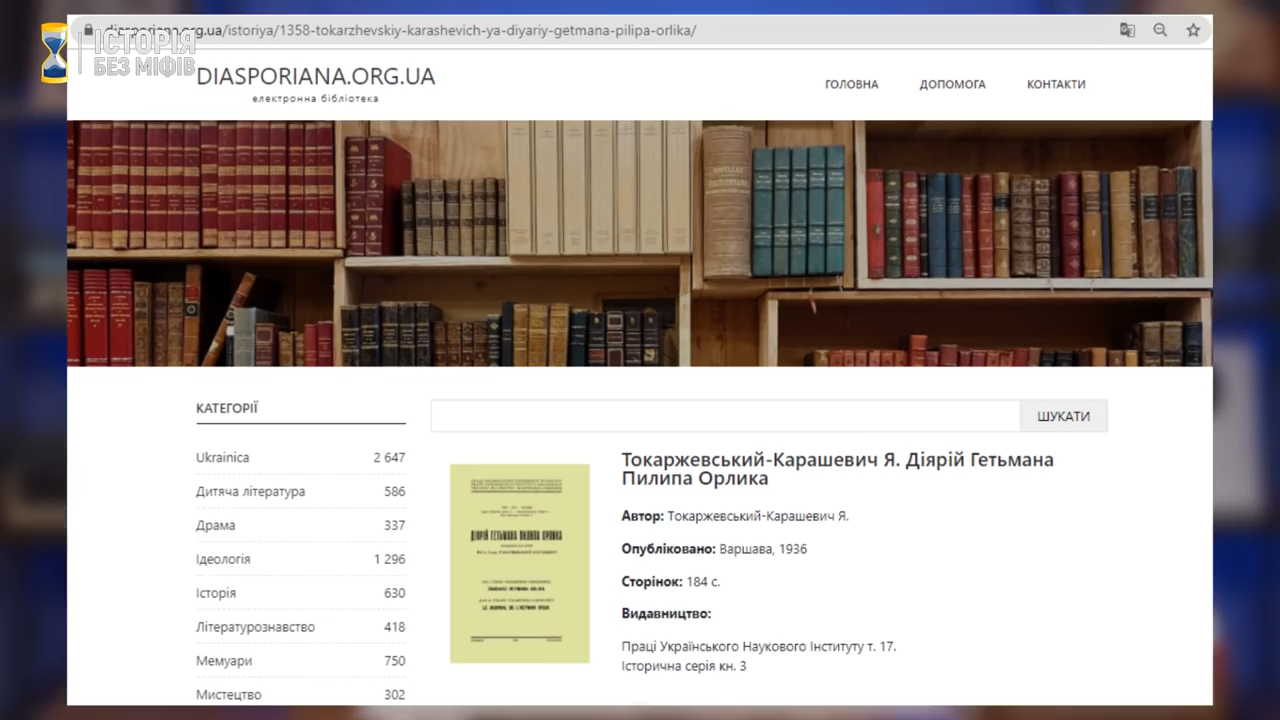 diasporiana.org.ua/istoriya/1358-tokarzhevskiy-karashevich-ya-diyariy-getmana-pilipa-orlika/
ІСТОРІЯ
БЕЗ МІФІВ
DIASPORIANA.ORG.UA
електронна бібліотека
ГОЛОВНА
ДОПОМОГА
КОНТАКТИ
КАТЕГОРІЇ
Ukrainica 2 647
Дитяча література 586
Драма 337
Ідеологія 1 296
Історія 630
Літературознавство 418
Мемуари 750
Мистецтво 302
ШУКАТИ
ДІЯРІЙ ГЕТЬМАНА ПИЛИПА ОРЛИКА
Токаржевський-Карашевич Я. Діярій Гетьмана
Пилипа Орлика
Автор: Токаржевський-Карашевич Я.
Опубліковано: Варшава, 1936
Сторінок: 184 с.
Видавництво:
Праці Українського Наукового Інституту т. 17.
Історична серія кн. 3